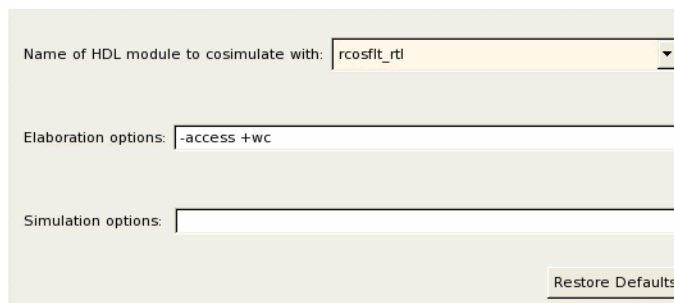 Name of HDL module to cosimulate with: rcosflt_rtl
Elaboration options: -access +wc
Simulation options:
Restore Defaults